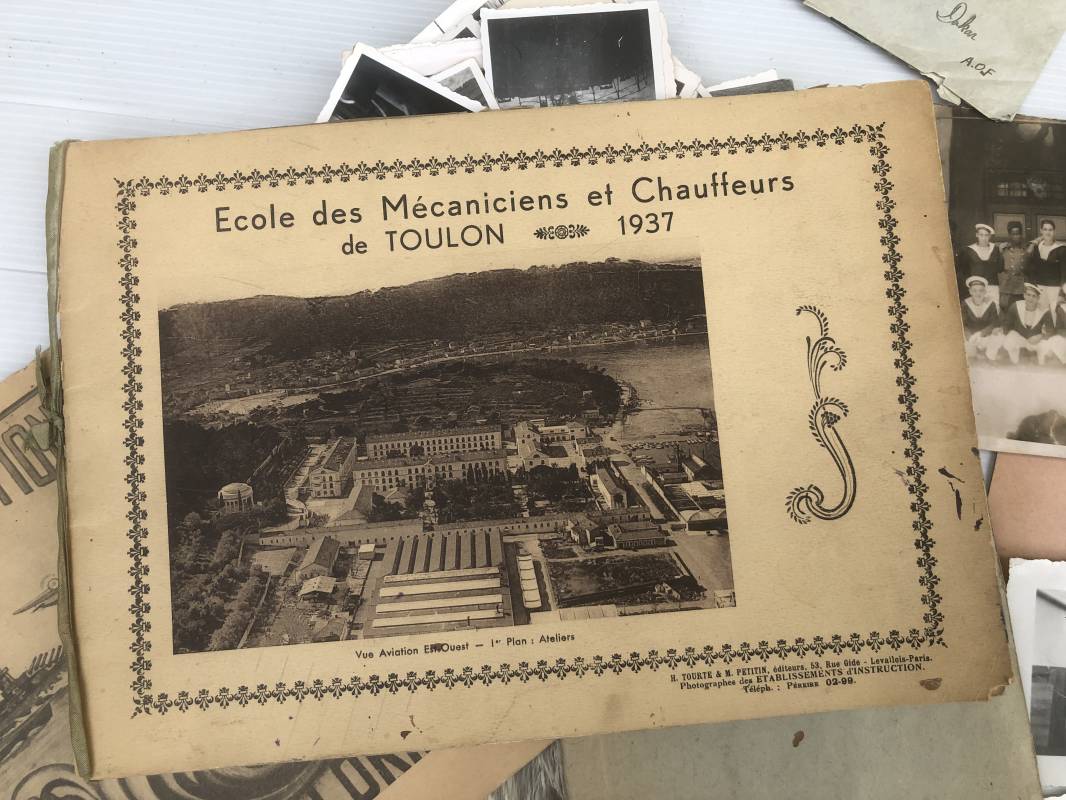 Dakar
A.O.F
Ecole des Mécaniciens et Chauffeurs
de TOULON 1937
Vue Aviation Est-Ouest — 1er Plan : Ateliers
H. TOURTE & M. PETITIN, éditeurs, 53, Rue Gide - Levallois-Paris.
Photographes des ETABLISSEMENTS d'INSTRUCTION.
Téléph. : PÉREIRE 02-99.